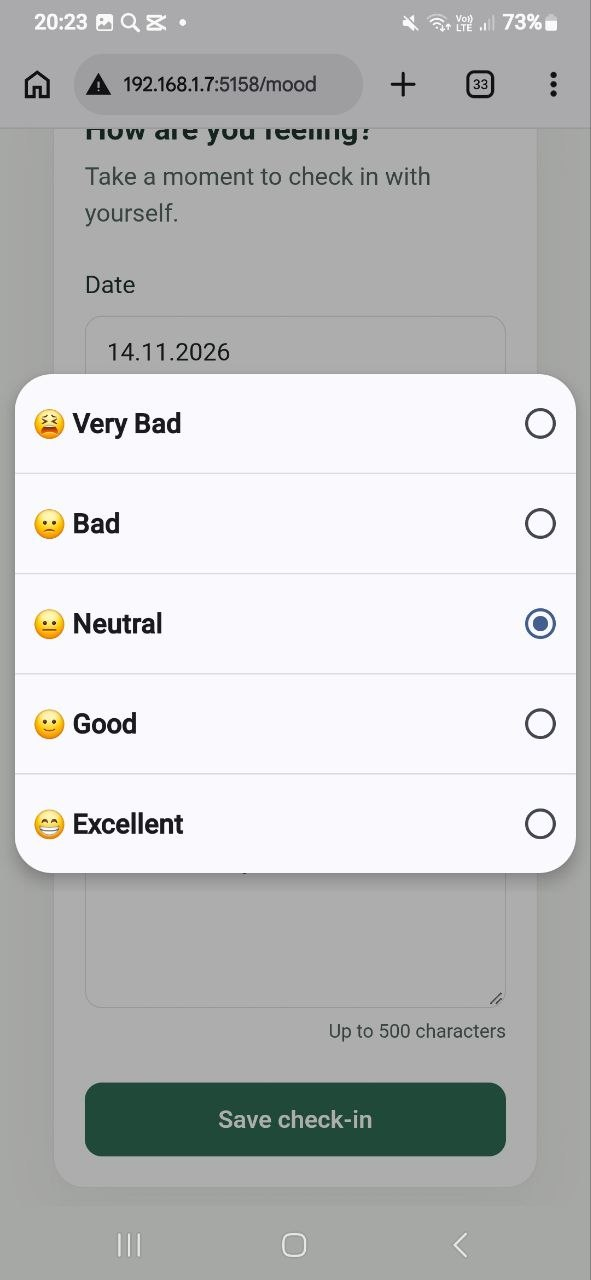 20:23
Vo)) LTE
73%
192.168.1.7:5158/mood
33
How are you feeling?
Take a moment to check in with
yourself.
Date
14.11.2026
😫 Very Bad
🙁 Bad
😐 Neutral
🙂 Good
😁 Excellent
Up to 500 characters
Save check-in